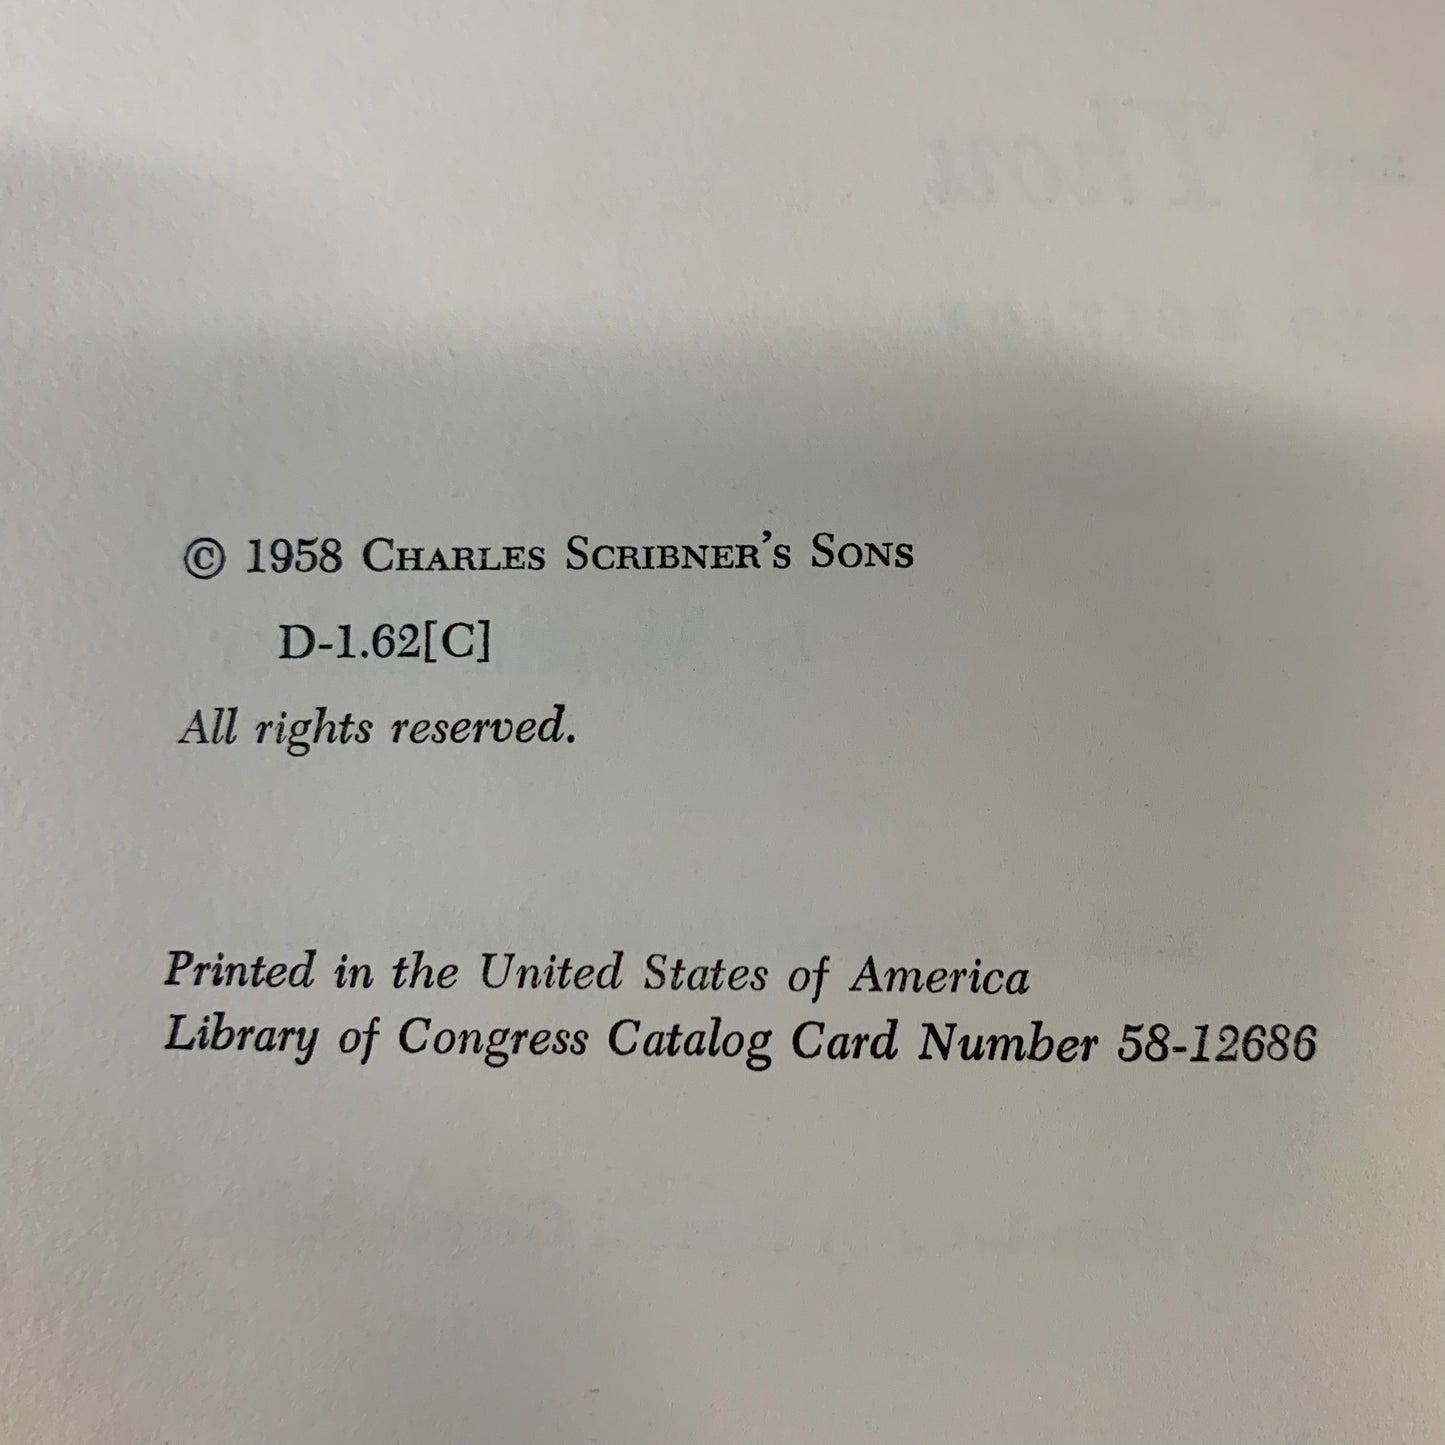 © 1958 CHARLES SCRIBNER'S SONS
D-1.62[C]
All rights reserved.
Printed in the United States of America
Library of Congress Catalog Card Number 58-12686